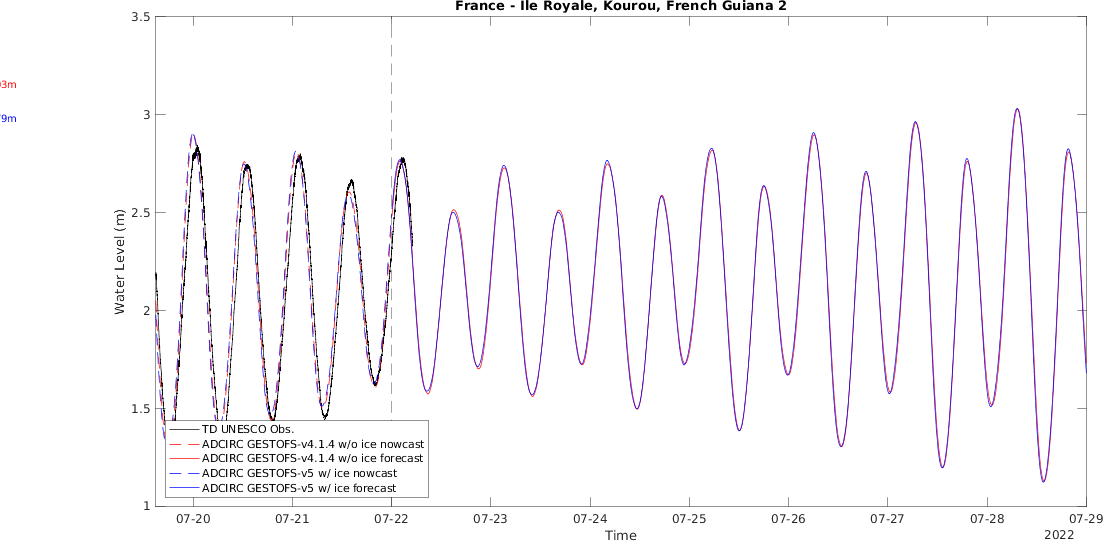 France - Ile Royale, Kourou, French Guiana 2
3m
9m
Water Level (m)
3.5
3
2.5
2
1.5
1
TD UNESCO Obs.
ADCIRC GESTOFS-v4.1.4 w/o ice nowcast
ADCIRC GESTOFS-v4.1.4 w/o ice forecast
ADCIRC GESTOFS-v5 w/ ice nowcast
ADCIRC GESTOFS-v5 w/ ice forecast
07-20 07-21 07-22 07-23 07-24 07-25 07-26 07-27 07-28 07-29
Time
2022